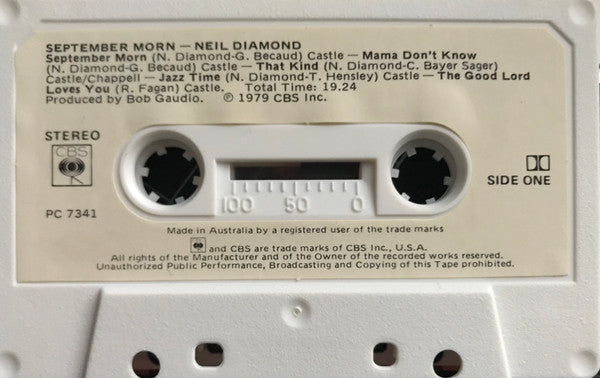 SEPTEMBER MORN — NEIL DIAMOND
September Morn (N. Diamond-G. Becaud) Castle — Mama Don't Know
(N. Diamond-G. Becaud) Castle — That Kind (N. Diamond-C. Bayer Sager)
Castle/Chappell — Jazz Time (N. Diamond-T. Hensley) Castle — The Good Lord
Loves You (R. Fagan) Castle. Total Time: 19.24
Produced by Bob Gaudio. ℗ 1979 CBS Inc.
STEREO
CBS
PC 7341
100 50 0
SIDE ONE
Made in Australia by a registered user of the trade marks
and CBS are trade marks of CBS Inc., U.S.A.
All rights of the Manufacturer and of the Owner of the recorded works reserved.
Unauthorized Public Performance, Broadcasting and Copying of this Tape prohibited.